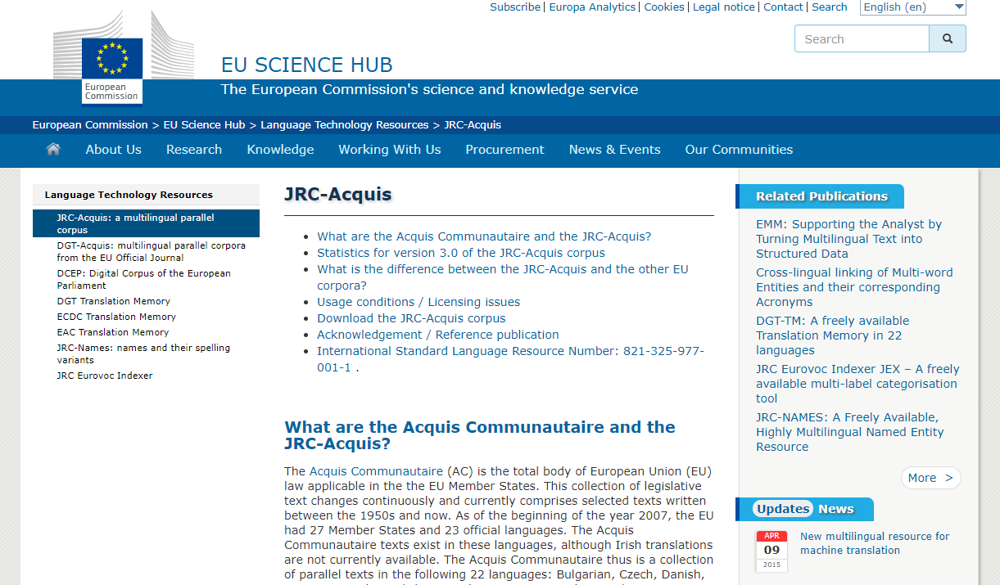 Subscribe | Europa Analytics | Cookies | Legal notice | Contact | Search
English (en)
Search
European
Commission
EU SCIENCE HUB
The European Commission's science and knowledge service
European Commission > EU Science Hub > Language Technology Resources > JRC-Acquis
About Us Research Knowledge Working With Us Procurement News & Events Our Communities
Language Technology Resources
JRC-Acquis: a multilingual parallel
corpus
DGT-Acquis: multilingual parallel corpora
from the EU Official Journal
DCEP: Digital Corpus of the European
Parliament
DGT Translation Memory
ECDC Translation Memory
EAC Translation Memory
JRC-Names: names and their spelling
variants
JRC Eurovoc Indexer
JRC-Acquis
What are the Acquis Communautaire and the JRC-Acquis?
Statistics for version 3.0 of the JRC-Acquis corpus
What is the difference between the JRC-Acquis and the other EU
corpora?
Usage conditions / Licensing issues
Download the JRC-Acquis corpus
Acknowledgement / Reference publication
International Standard Language Resource Number: 821-325-977-
001-1 .
What are the Acquis Communautaire and the
JRC-Acquis?
The Acquis Communautaire (AC) is the total body of European Union (EU)
law applicable in the the EU Member States. This collection of legislative
text changes continuously and currently comprises selected texts written
between the 1950s and now. As of the beginning of the year 2007, the EU
had 27 Member States and 23 official languages. The Acquis
Communautaire texts exist in these languages, although Irish translations
are not currently available. The Acquis Communautaire thus is a collection
of parallel texts in the following 22 languages: Bulgarian, Czech, Danish,
Related Publications
EMM: Supporting the Analyst by
Turning Multilingual Text into
Structured Data
Cross-lingual linking of Multi-word
Entities and their corresponding
Acronyms
DGT-TM: A freely available
Translation Memory in 22
languages
JRC Eurovoc Indexer JEX – A freely
available multi-label categorisation
tool
JRC-NAMES: A Freely Available,
Highly Multilingual Named Entity
Resource
More >
Updates News
APR
09
2015
New multilingual resource for
machine translation